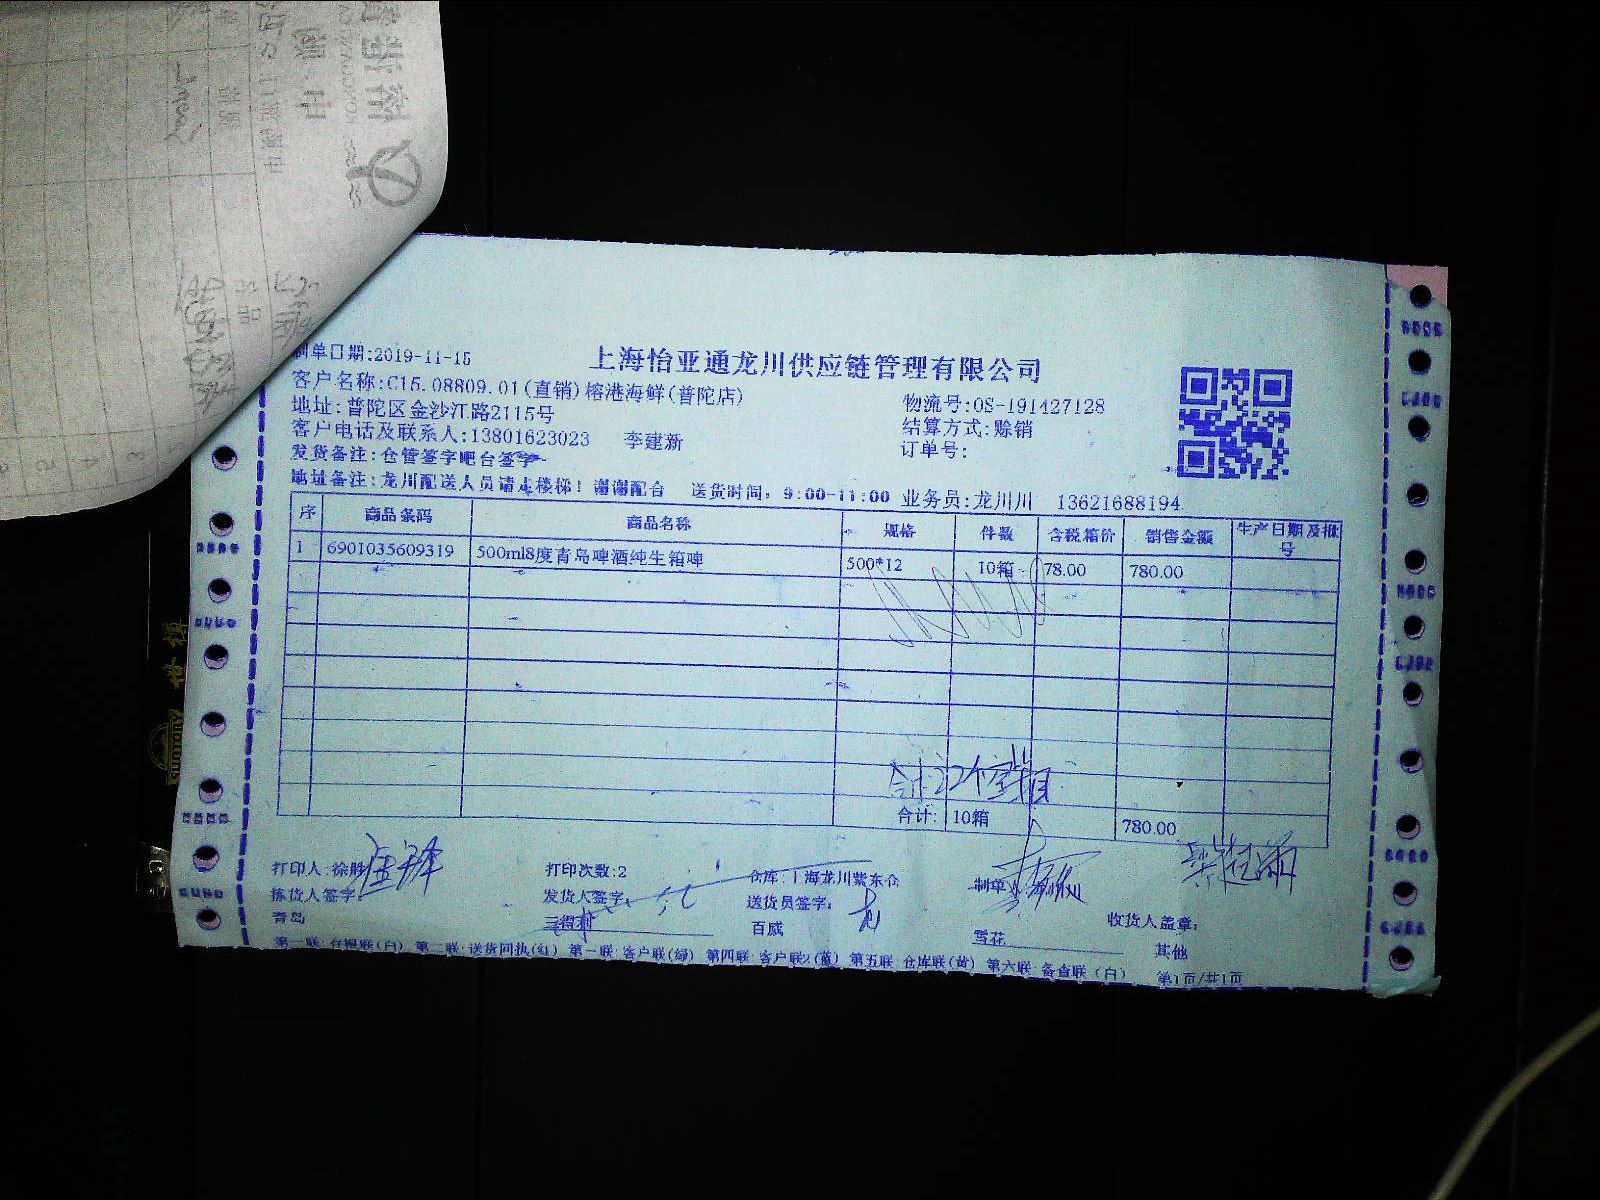 制单日期:2019-11-15
上海怡亚通龙川供应链管理有限公司
客户名称:C15.08809.01(直销)榕港海鲜(普陀店)
物流号:OS-191427128
地址:普陀区金沙江路2115号
结算方式:赊销
客户电话及联系人:13801623023 李建新
订单号:
发货备注:仓管签字吧台签字
地址备注:龙川配送人员请走楼梯！谢谢配合 送货时间：9:00-11:00 业务员:龙川川 13621688194
序 商品条码 商品名称 规格 件数 含税箱价 销售金额 生产日期及批号
1 6901035609319 500ml8度青岛啤酒纯生箱啤 500*12 10箱 78.00 780.00
合计:22个空箱
合计: 10箱 780.00
打印人:徐胜 打印次数:2 仓库:上海龙川紫东仓 制单
拣货人签字: 发货人签字: 送货员签字: 收货人盖章:
青岛 三得利 百威 雪花 其他
第一联:存根联(白) 第二联:送货回执(红) 第一联:客户联(绿) 第四联:客户联2(蓝) 第五联:仓库联(黄) 第六联:备查联(白) 第1页/共1页